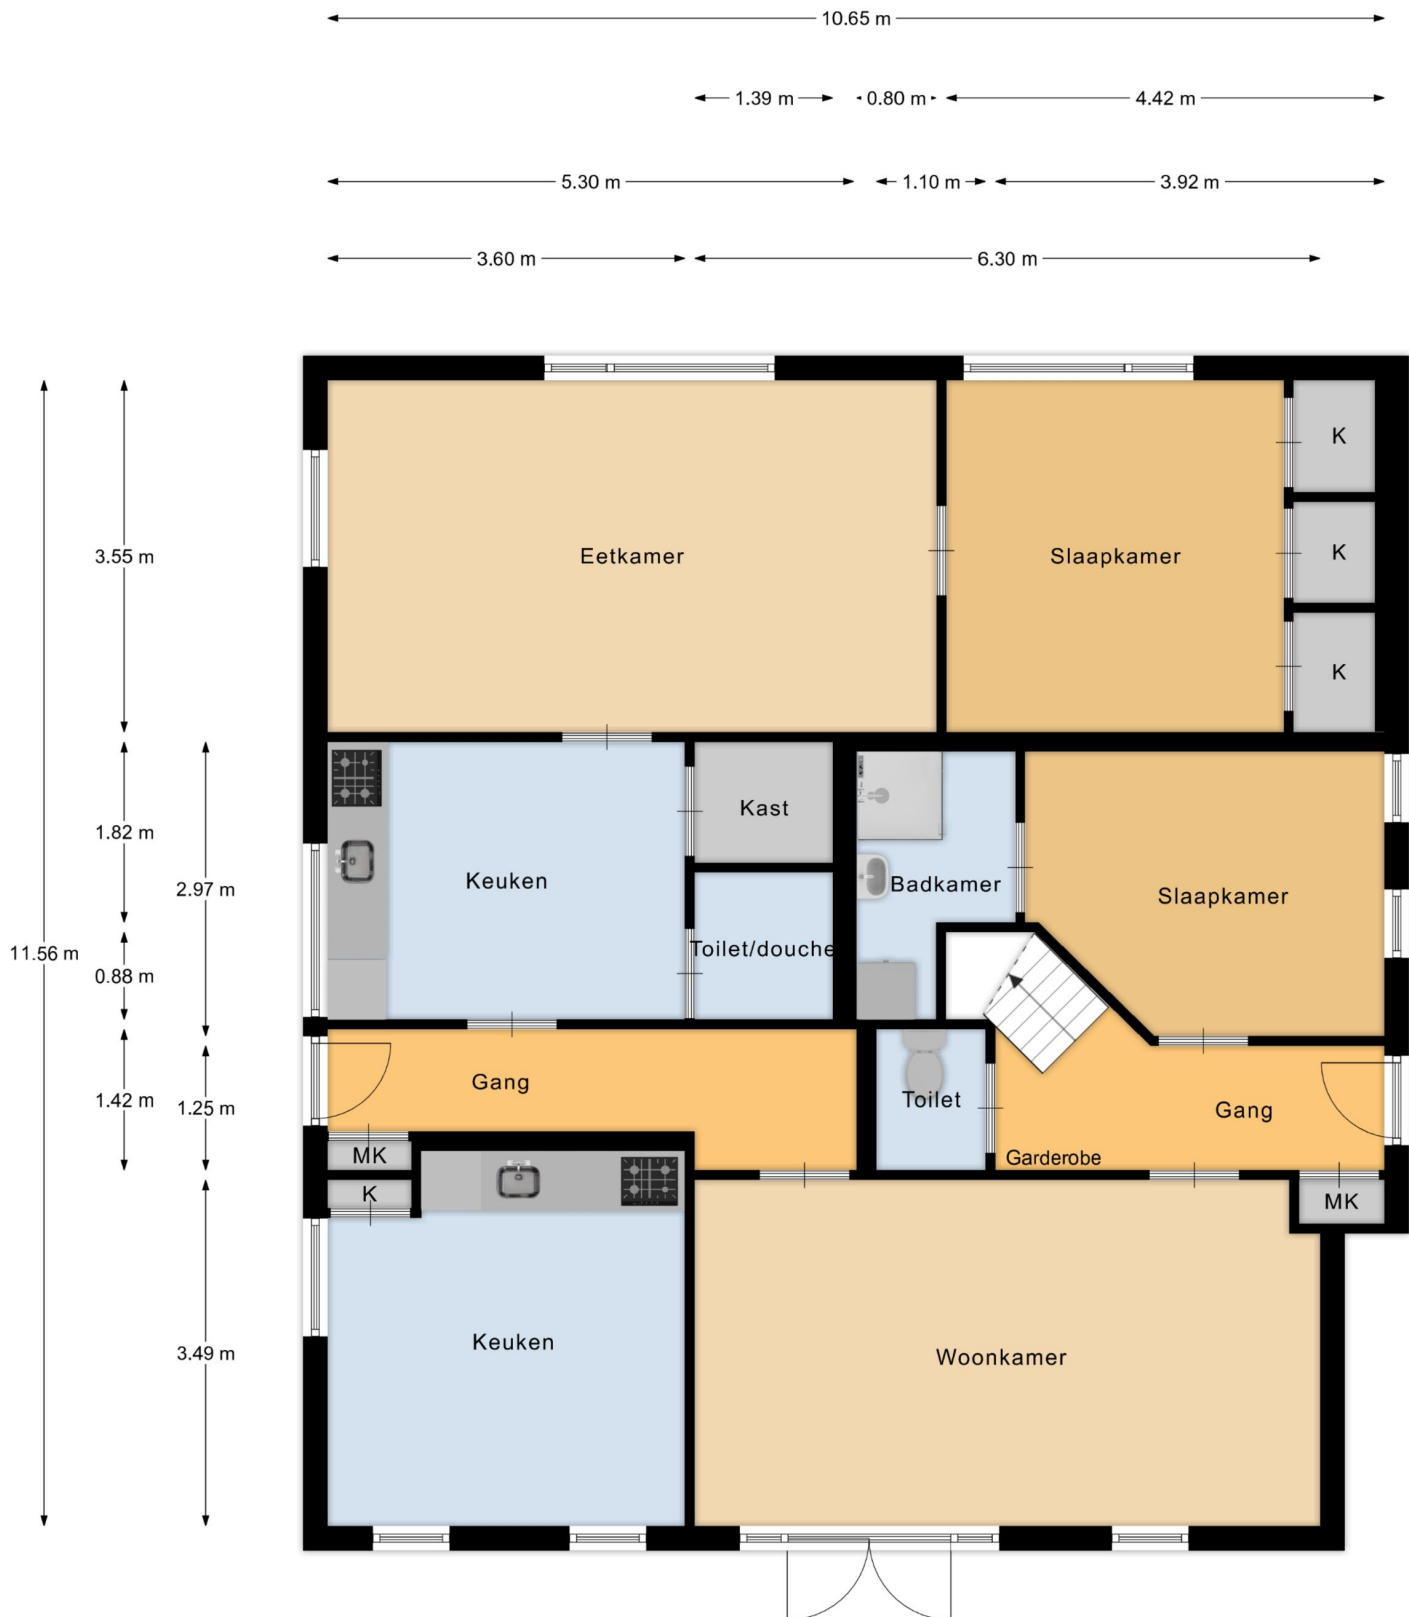 10.65 m
1.39 m
0.80 m
4.42 m
5.30 m
1.10 m
3.92 m
3.60 m
6.30 m
K
3.55 m
Eetkamer
Slaapkamer
K
K
Kast
1.82 m
Keuken
2.97 m
Badkamer
Slaapkamer
Toilet/douche
11.56 m
0.88 m
Gang
1.42 m
1.25 m
Toilet
Gang
MK
Garderobe
K
MK
Keuken
3.49 m
Woonkamer